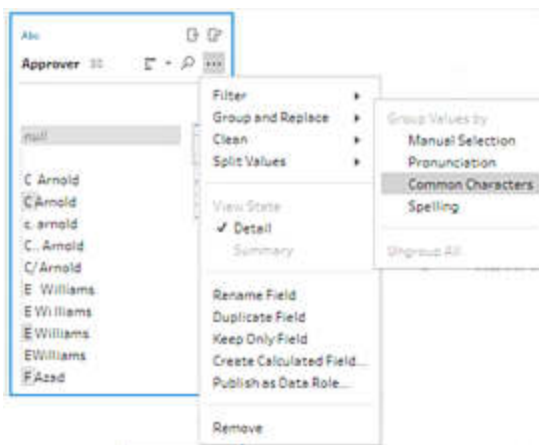 Abc
Approver 30
null
C Arnold
C Arnold
c. arnold
C.. Arnold
C/Arnold
E Williams
E Williams
E Williams
EWilliams
F Azad
Filter
Group and Replace
Clean
Split Values
View State
✓ Detail
Summary
Rename Field
Duplicate Field
Keep Only Field
Create Calculated Field...
Publish as Data Role...
Remove
Group Values by
Manual Selection
Pronunciation
Common Characters
Spelling
Ungroup All